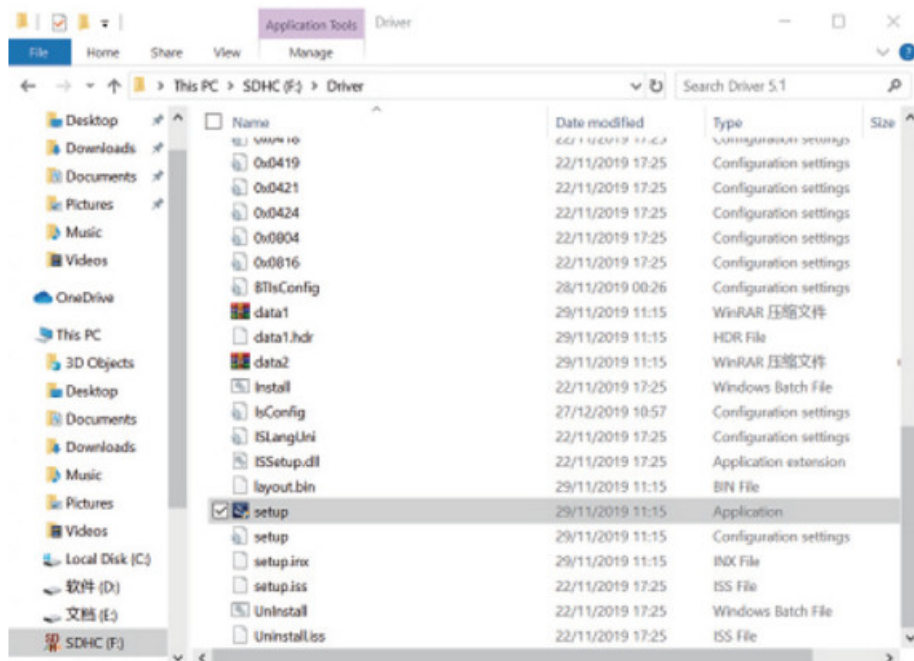 Application Tools Driver
File Home Share View Manage
This PC > SDHC (F:) > Driver Search Driver 5.1
Desktop
Downloads
Documents
Pictures
Music
Videos
OneDrive
This PC
3D Objects
Desktop
Documents
Downloads
Music
Pictures
Videos
Local Disk (C:)
软件 (D:)
文档 (E:)
SDHC (F:)
Name Date modified Type Size
0x0419 22/11/2019 17:25 Configuration settings
0x0421 22/11/2019 17:25 Configuration settings
0x0424 22/11/2019 17:25 Configuration settings
0x0804 22/11/2019 17:25 Configuration settings
0x0816 22/11/2019 17:25 Configuration settings
BTIsConfig 28/11/2019 00:26 Configuration settings
data1 29/11/2019 11:15 WinRAR 压缩文件
data1.hdr 29/11/2019 11:15 HDR File
data2 29/11/2019 11:15 WinRAR 压缩文件
Install 22/11/2019 17:25 Windows Batch File
IsConfig 27/12/2019 10:57 Configuration settings
ISLangUni 22/11/2019 17:25 Configuration settings
ISSetup.dll 22/11/2019 17:25 Application extension
layout.bin 29/11/2019 11:15 BIN File
setup 29/11/2019 11:15 Application
setup 29/11/2019 11:15 Configuration settings
setup.inx 29/11/2019 11:15 INX File
setup.iss 22/11/2019 17:25 ISS File
UnInstall 22/11/2019 17:25 Windows Batch File
Uninstall.iss 22/11/2019 17:25 ISS File